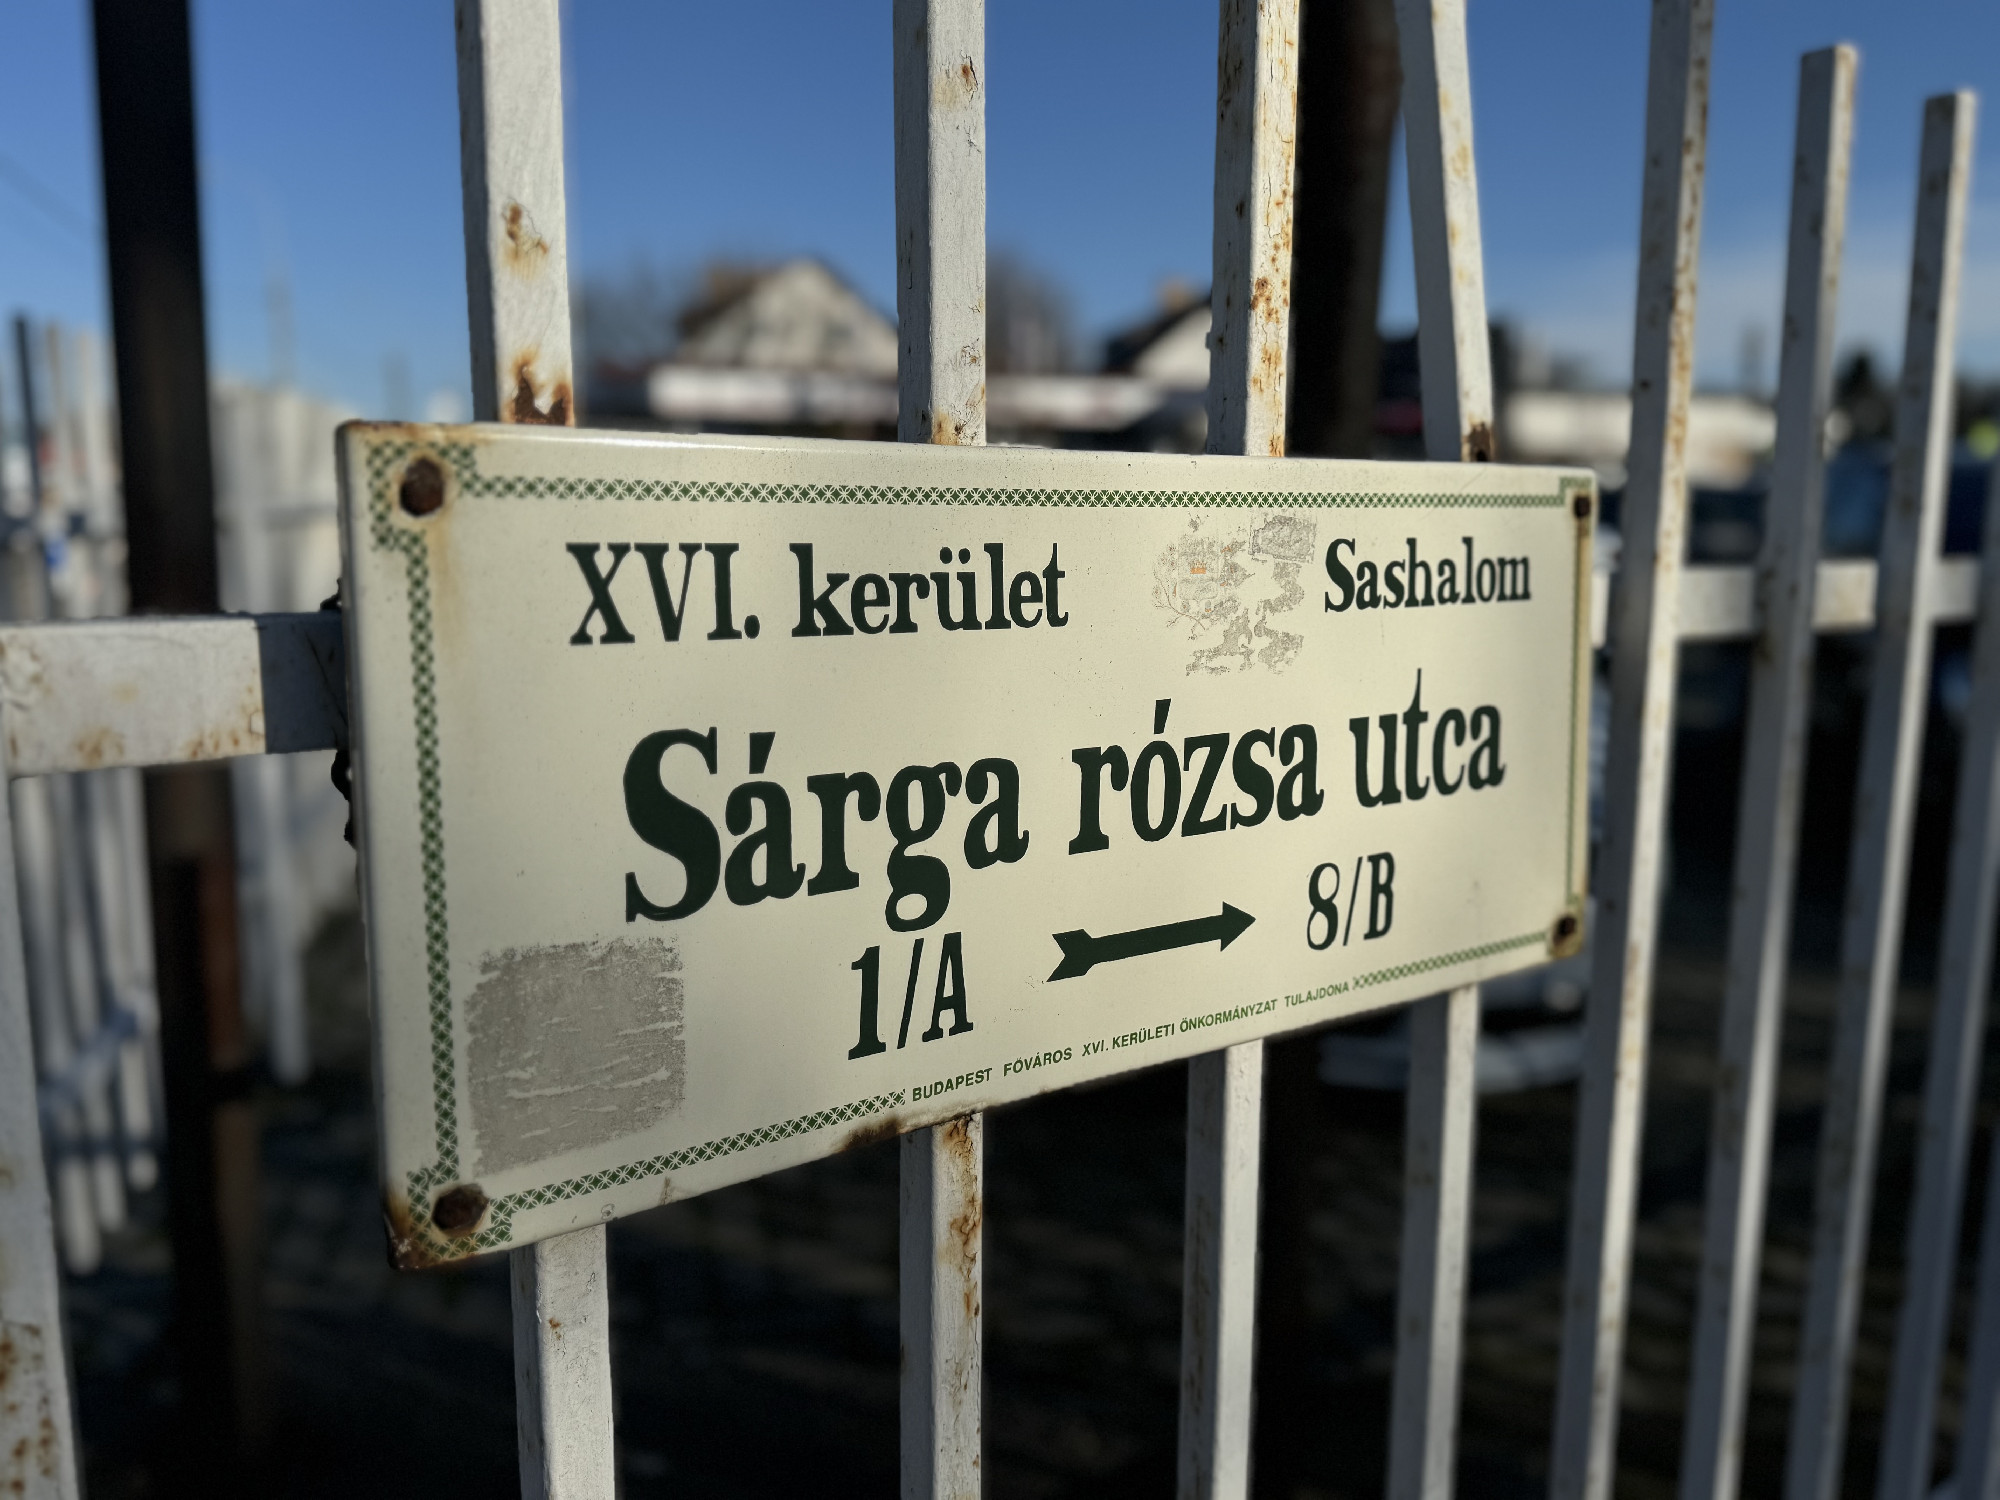 XVI. kerület Sashalom
Sárga rózsa utca
1/A → 8/B
BUDAPEST FŐVÁROS XVI. KERÜLETI ÖNKORMÁNYZAT TULAJDONA